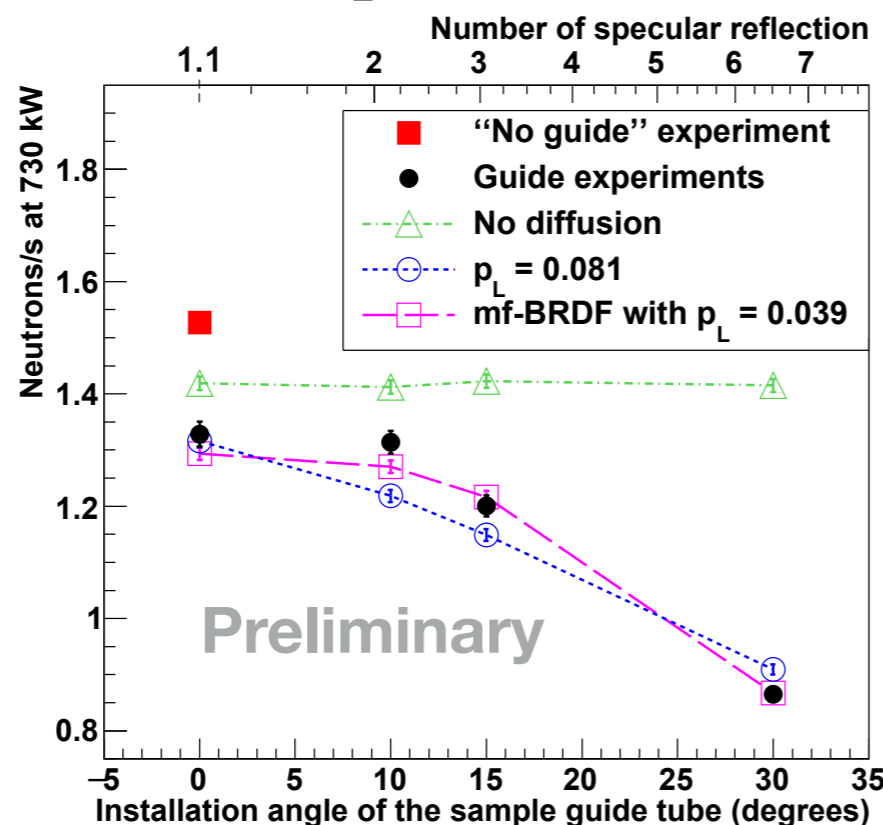 Number of specular reflection
1.1 2 3 4 5 6 7
Neutrons/s at 730 kW
‘‘No guide’’ experiment
Guide experiments
No diffusion
p_L = 0.081
mf-BRDF with p_L = 0.039
1.8
1.6
1.4
1.2
1
0.8
Preliminary
−5 0 5 10 15 20 25 30 35
Installation angle of the sample guide tube (degrees)